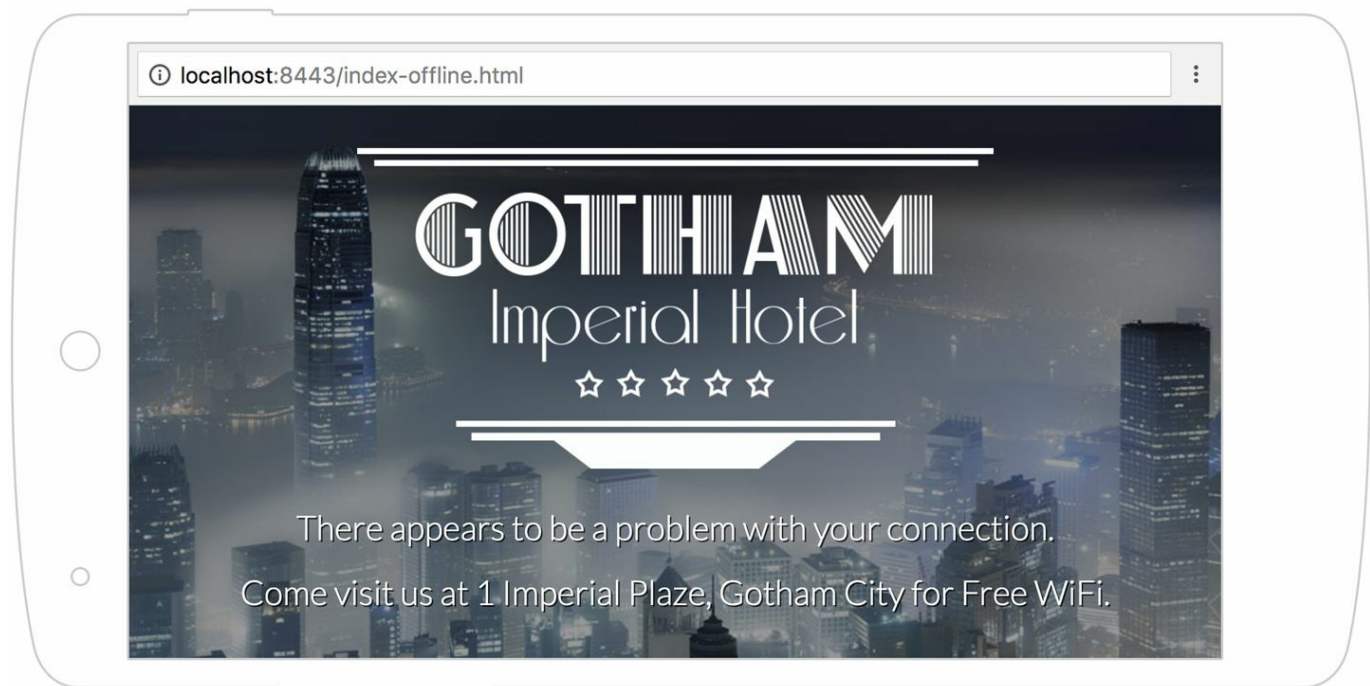 localhost:8443/index-offline.html
GOTHAM
Imperial Hotel
There appears to be a problem with your connection.
Come visit us at 1 Imperial Plaze, Gotham City for Free WiFi.